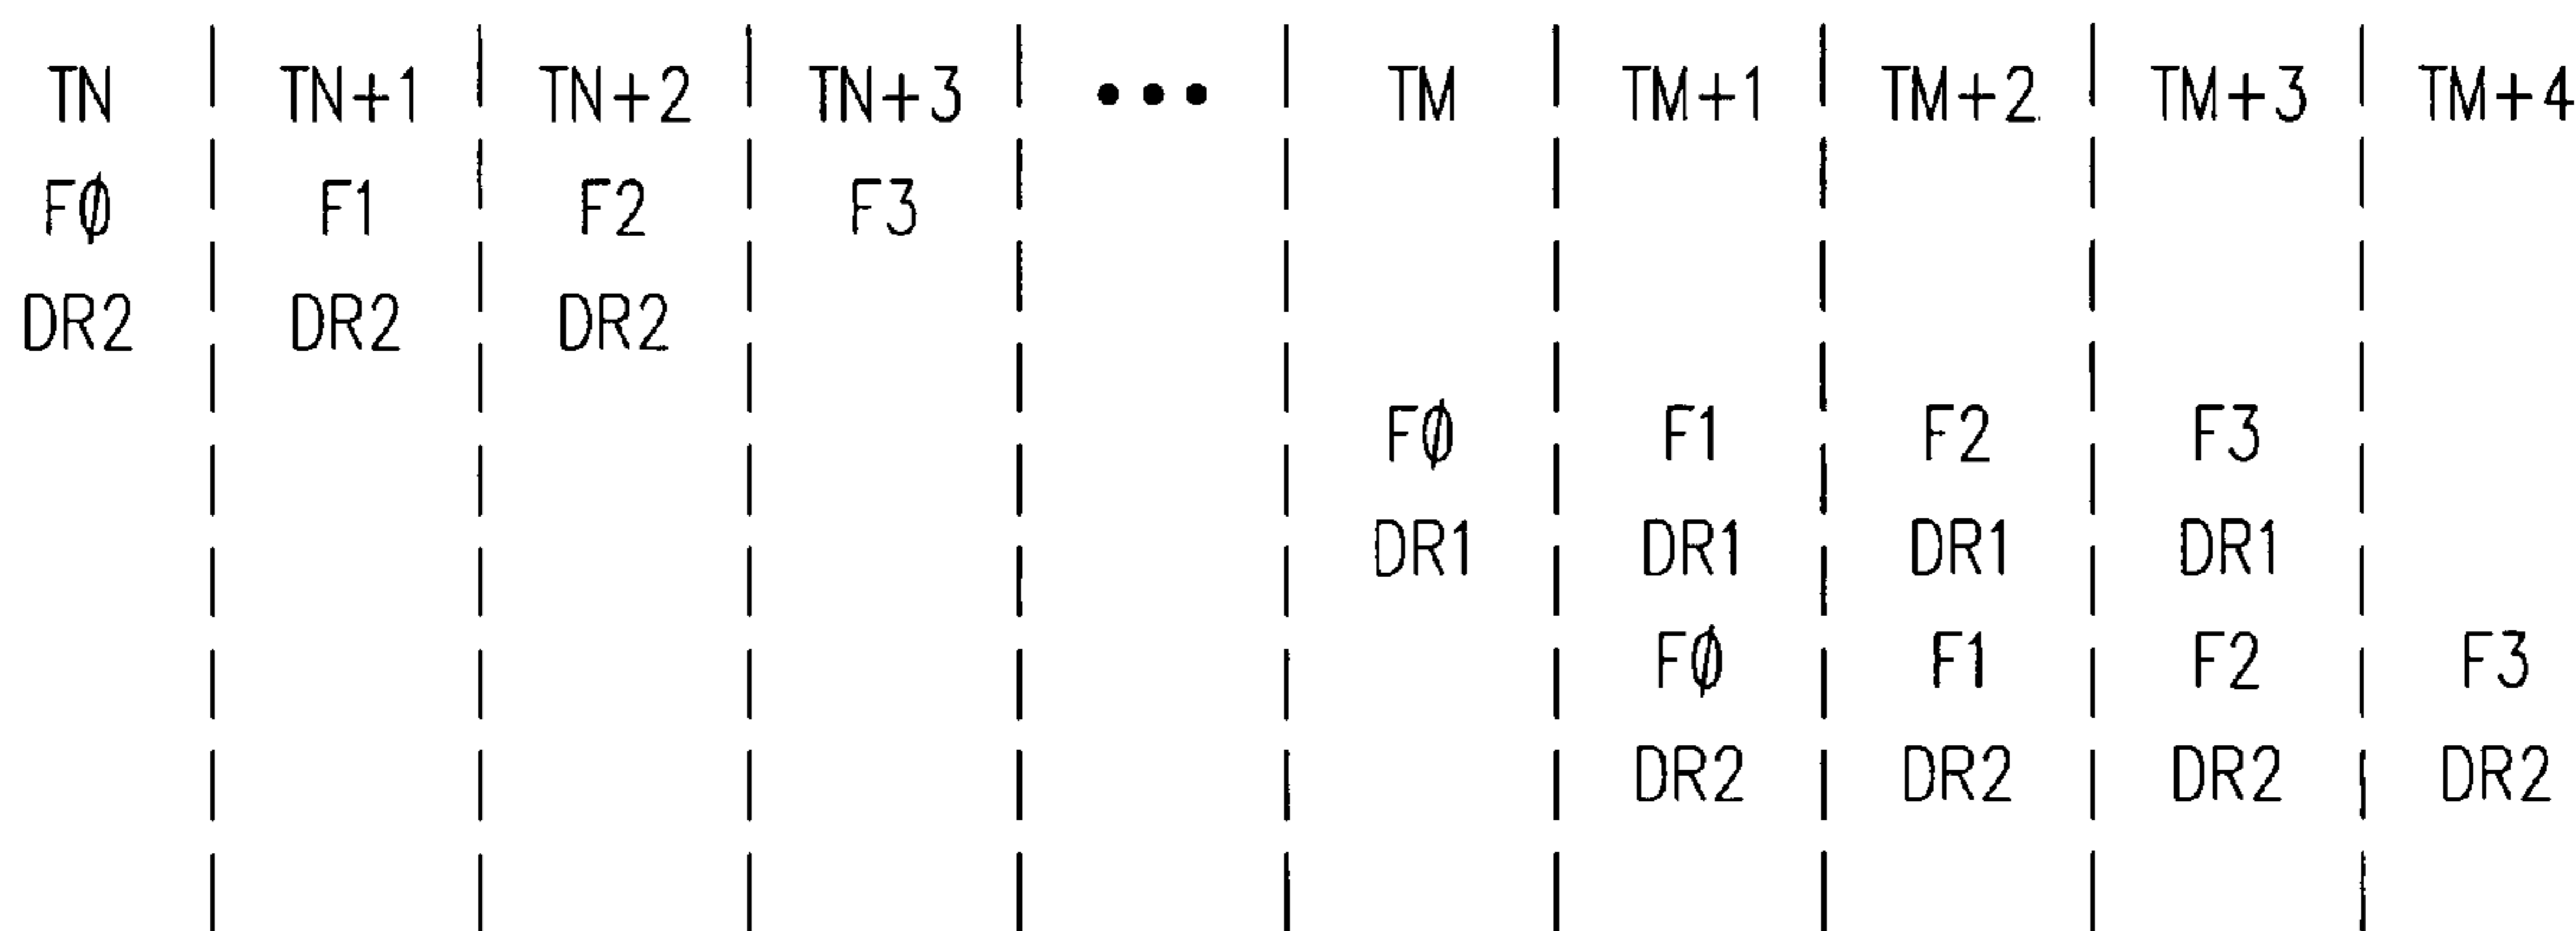 TN TN+1 TN+2 TN+3 ••• TM TM+1 TM+2 TM+3 TM+4
FØ F1 F2 F3
DR2 DR2 DR2
FØ F1 F2 F3
DR1 DR1 DR1 DR1
FØ F1 F2 F3
DR2 DR2 DR2 DR2